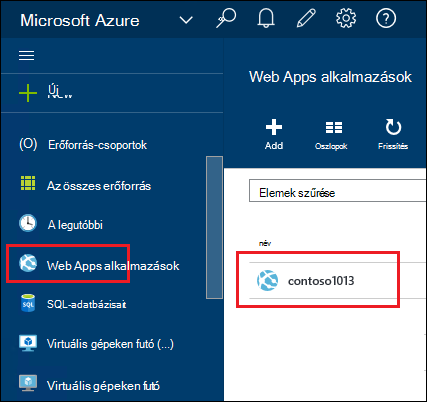 Microsoft Azure
Web Apps alkalmazások
Add
Oszlopok
Frissítés
Elemek szűrése
név
contoso1013
Új
(O) Erőforrás-csoportok
Az összes erőforrás
A legutóbbi
Web Apps alkalmazások
SQL-adatbázisait
Virtuális gépeken futó (...)
Virtuális gépeken futó